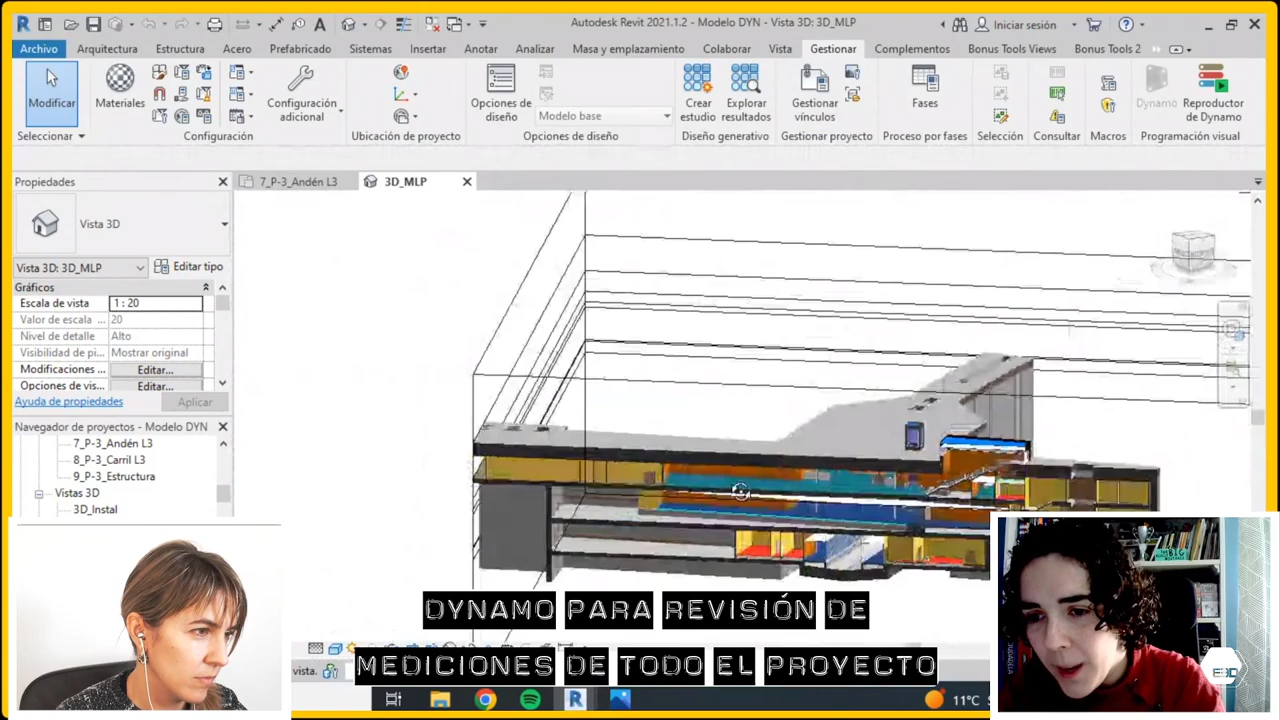 Autodesk Revit 2021.1.2 - Modelo DYN - Vista 3D: 3D_MLP
Iniciar sesión
Archivo Arquitectura Estructura Acero Prefabricado Sistemas Insertar Anotar Analizar Masa y emplazamiento Colaborar Vista Gestionar Complementos Bonus Tools Views Bonus Tools 2
Modificar
Materiales
Configuración
adicional
Opciones de
diseño
Modelo base
Crear
estudio
Explorar
resultados
Gestionar
vínculos
Fases
Dynamo
Reproductor
de Dynamo
Seleccionar
Configuración
Ubicación de proyecto
Opciones de diseño
Diseño generativo
Gestionar proyecto
Proceso por fases
Selección
Consultar
Macros
Programación visual
Propiedades
7_P-3_Andén L3
3D_MLP
Vista 3D
Vista 3D: 3D_MLP
Editar tipo
Gráficos
Escala de vista 1 : 20
Valor de escala ... 20
Nivel de detalle Alto
Visibilidad de pi... Mostrar original
Modificaciones ... Editar...
Opciones de vis... Editar...
Ayuda de propiedades
Aplicar
Navegador de proyectos - Modelo DYN
7_P-3_Andén L3
8_P-3_Carril L3
9_P-3_Estructura
Vistas 3D
3D_Instal
DYNAMO PARA REVISIÓN DE
MEDICIONES DE TODO EL PROYECTO
vista.
11°C
E3D